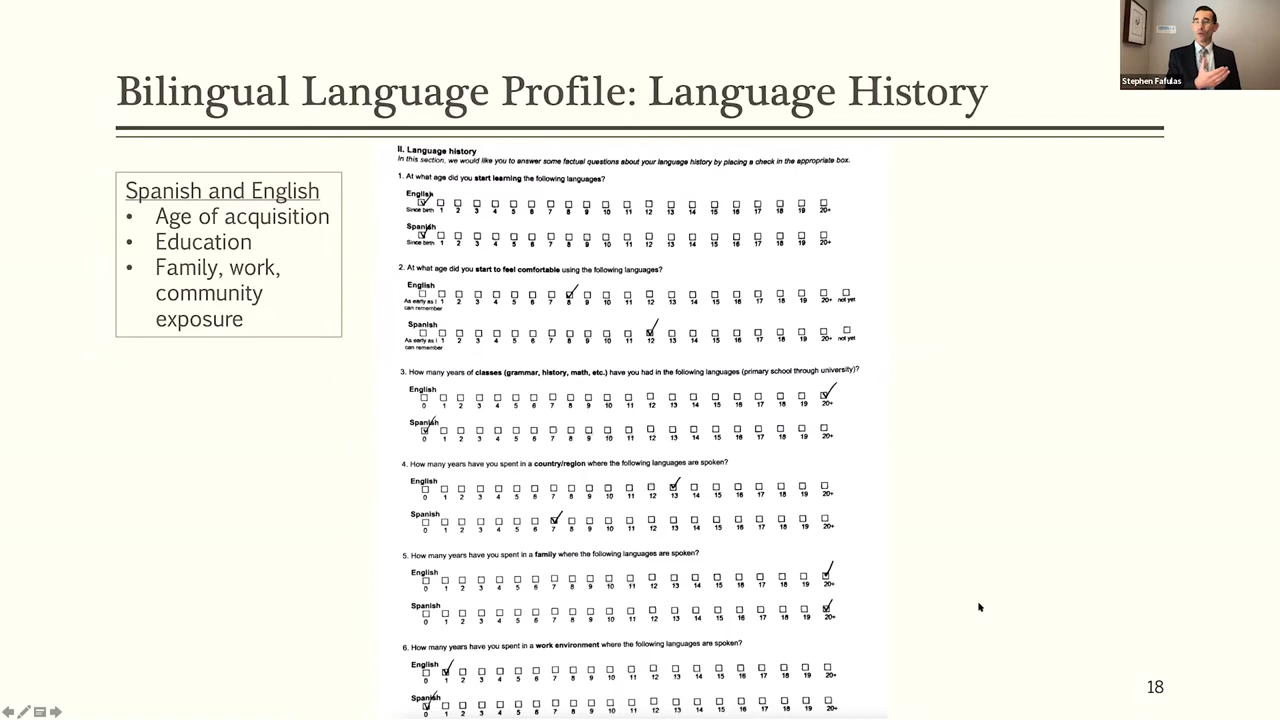 Stephen Fafulas
Bilingual Language Profile: Language History
Spanish and English
• Age of acquisition
• Education
• Family, work,
community
exposure
II. Language history
In this section, we would like you to answer some factual questions about your language history by placing a check in the appropriate box.
1. At what age did you start learning the following languages?
English
Since birth 1 2 3 4 5 6 7 8 9 10 11 12 13 14 15 16 17 18 19 20+
Spanish
Since birth 1 2 3 4 5 6 7 8 9 10 11 12 13 14 15 16 17 18 19 20+
2. At what age did you start to feel comfortable using the following languages?
English
As early as I 1 2 3 4 5 6 7 8 9 10 11 12 13 14 15 16 17 18 19 20+ not yet
can remember
Spanish
As early as I 1 2 3 4 5 6 7 8 9 10 11 12 13 14 15 16 17 18 19 20+ not yet
can remember
3. How many years of classes (grammar, history, math, etc.) have you had in the following languages (primary school through university)?
English
0 1 2 3 4 5 6 7 8 9 10 11 12 13 14 15 16 17 18 19 20+
Spanish
0 1 2 3 4 5 6 7 8 9 10 11 12 13 14 15 16 17 18 19 20+
4. How many years have you spent in a country/region where the following languages are spoken?
English
0 1 2 3 4 5 6 7 8 9 10 11 12 13 14 15 16 17 18 19 20+
Spanish
0 1 2 3 4 5 6 7 8 9 10 11 12 13 14 15 16 17 18 19 20+
5. How many years have you spent in a family where the following languages are spoken?
English
0 1 2 3 4 5 6 7 8 9 10 11 12 13 14 15 16 17 18 19 20+
Spanish
0 1 2 3 4 5 6 7 8 9 10 11 12 13 14 15 16 17 18 19 20+
6. How many years have you spent in a work environment where the following languages are spoken?
English
0 1 2 3 4 5 6 7 8 9 10 11 12 13 14 15 16 17 18 19 20+
Spanish
0 1 2 3 4 5 6 7 8 9 10 11 12 13 14 15 16 17 18 19 20+
18